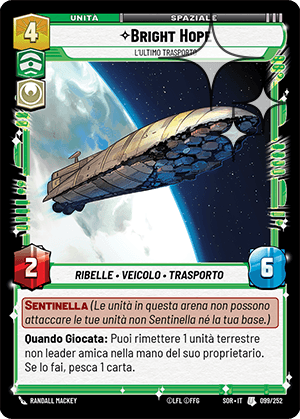 UNITÀ SPAZIALE
4
✧BRIGHT HOPE
L'ULTIMO TRASPORTO
2
6
RIBELLE • VEICOLO • TRASPORTO
SENTINELLA (Le unità in questa arena non possono
attaccare le tue unità non Sentinella né la tua base.)
Quando Giocata: Puoi rimettere 1 unità terrestre
non leader amica nella mano del suo proprietario.
Se lo fai, pesca 1 carta.
RANDALL MACKEY
©LFL ©FFG
SOR • IT U 099/252